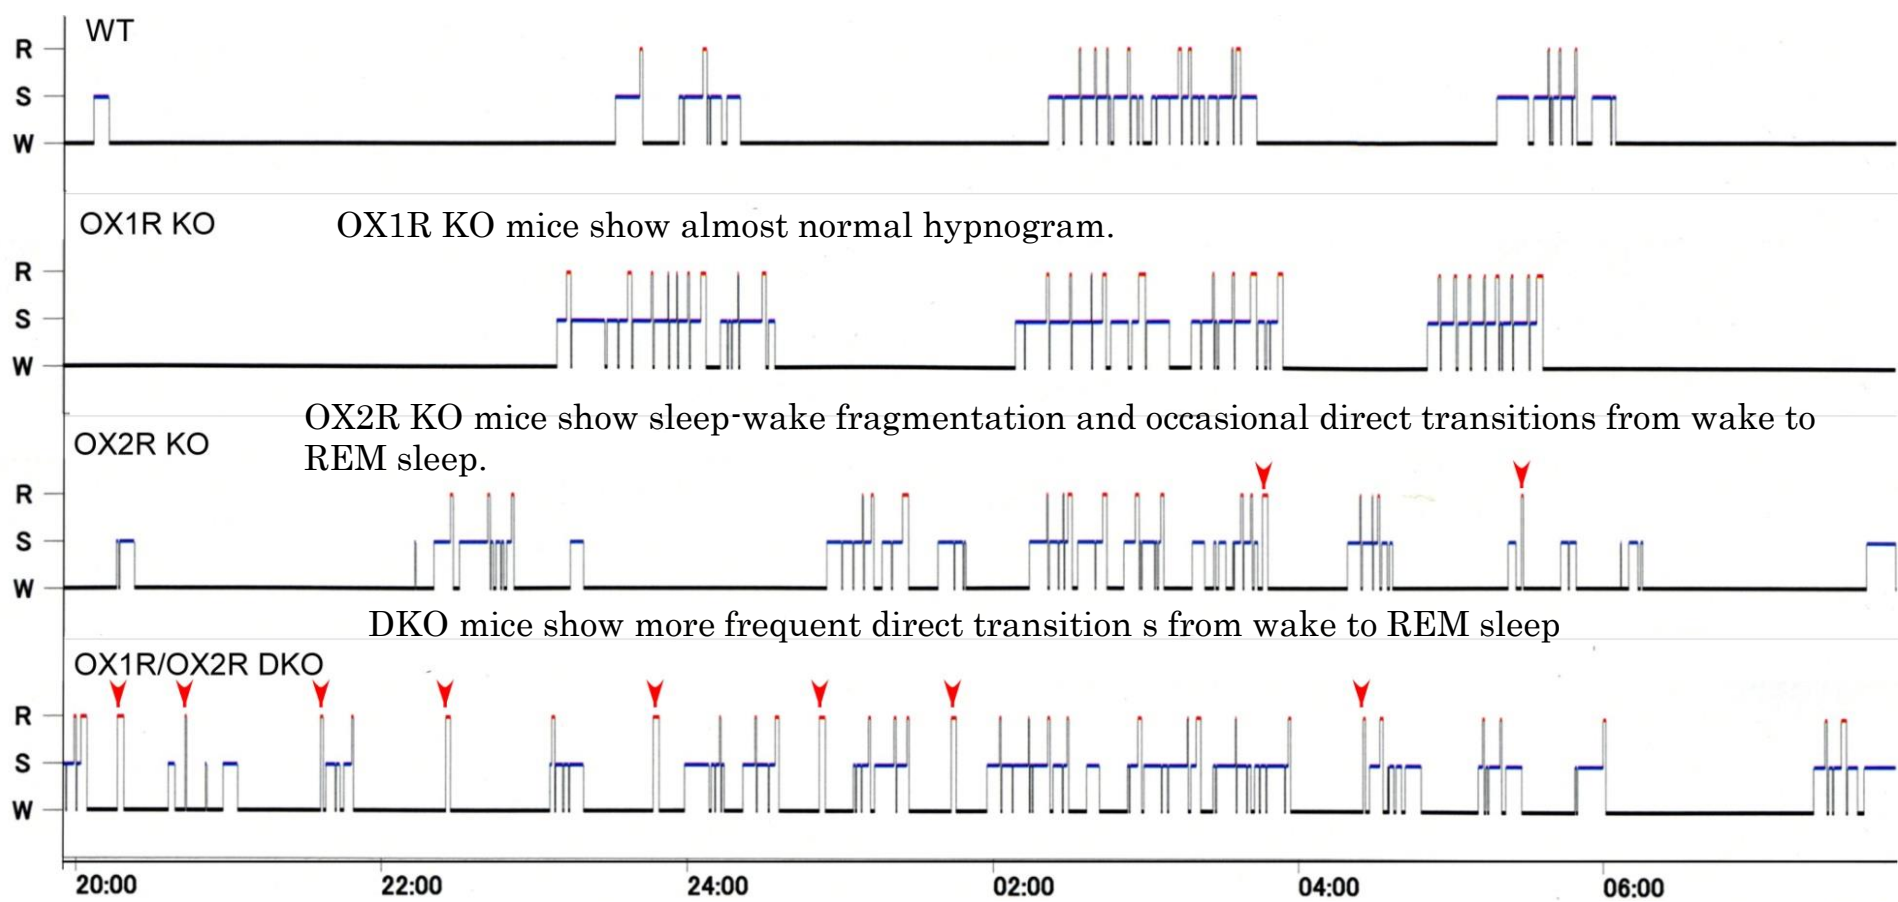 WT
R
S
W
OX1R KO
OX1R KO mice show almost normal hypnogram.
R
S
W
OX2R KO mice show sleep-wake fragmentation and occasional direct transitions from wake to
REM sleep.
OX2R KO
R
S
W
DKO mice show more frequent direct transition s from wake to REM sleep
OX1R/OX2R DKO
R
S
W
20:00 22:00 24:00 02:00 04:00 06:00